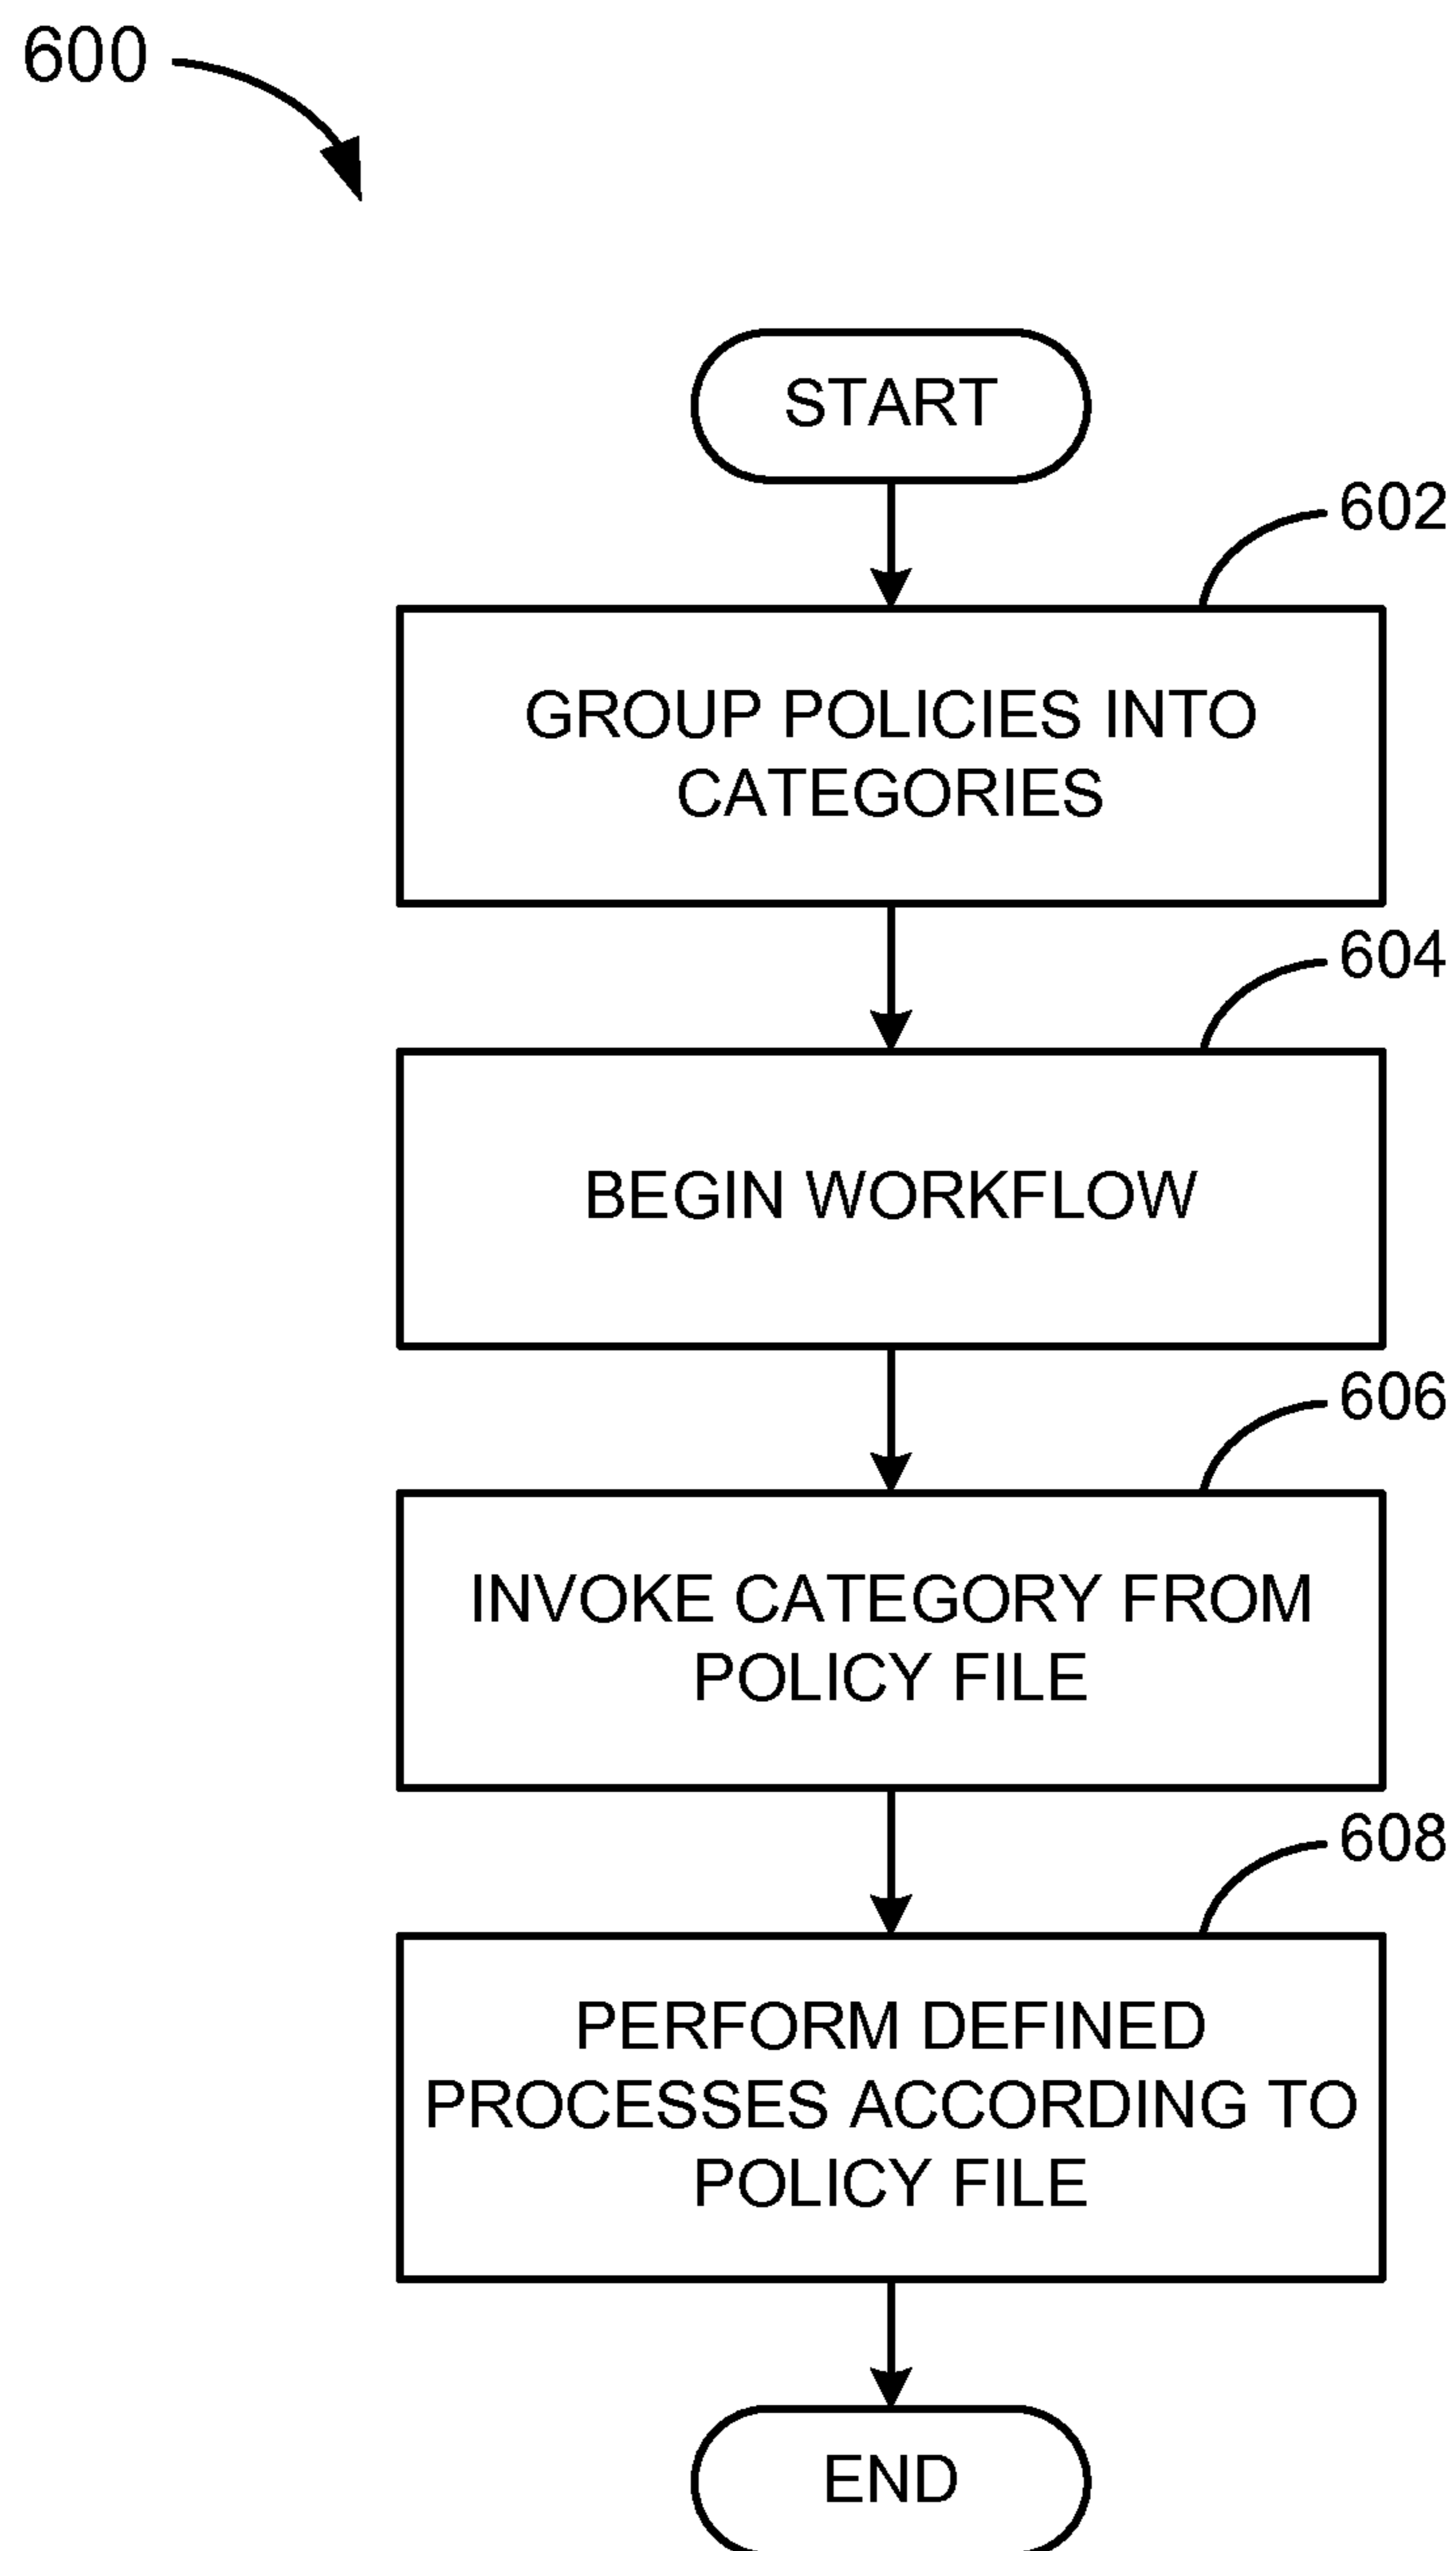 600
START
602
GROUP POLICIES INTO
CATEGORIES
604
BEGIN WORKFLOW
606
INVOKE CATEGORY FROM
POLICY FILE
608
PERFORM DEFINED
PROCESSES ACCORDING TO
POLICY FILE
END